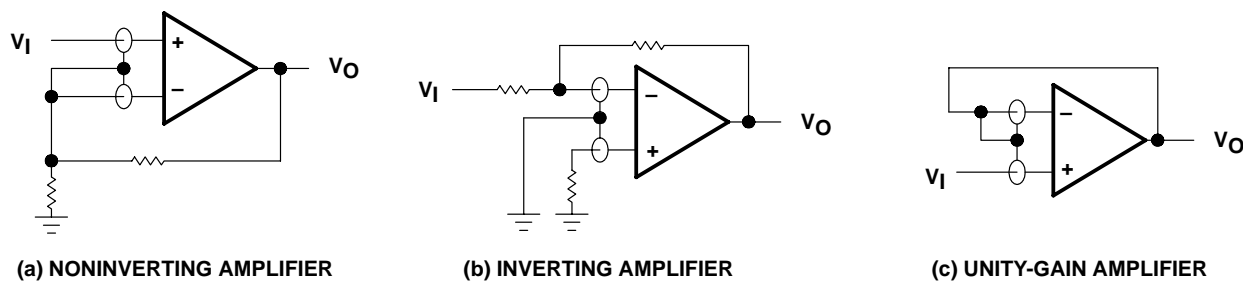 VI
+
−
VO
(a) NONINVERTING AMPLIFIER
VI
−
+
VO
(b) INVERTING AMPLIFIER
−
+
VI
VO
(c) UNITY-GAIN AMPLIFIER